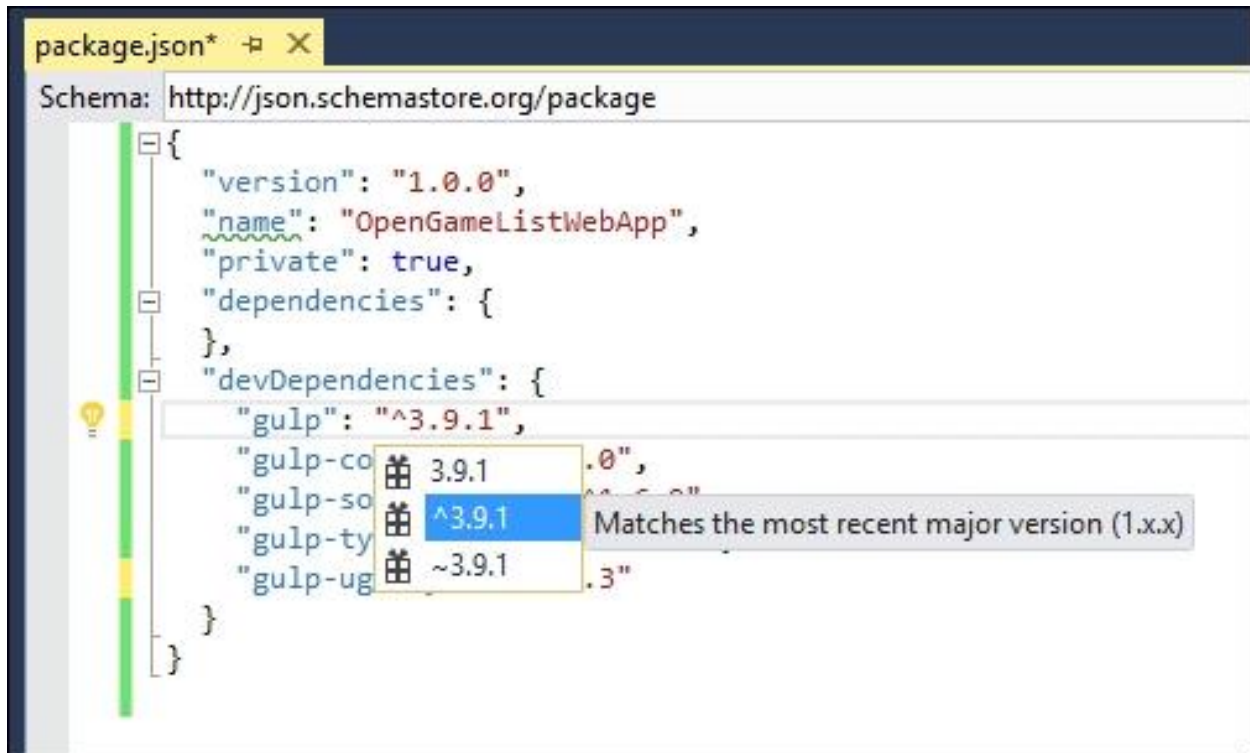 package.json*
Schema: http://json.schemastore.org/package
{
"version": "1.0.0",
"name": "OpenGameListWebApp",
"private": true,
"dependencies": {
},
"devDependencies": {
"gulp": "^3.9.1",
"gulp-co .0",
3.9.1
"gulp-so
^3.9.1 Matches the most recent major version (1.x.x)
"gulp-ty
~3.9.1
"gulp-ug .3"
}
}